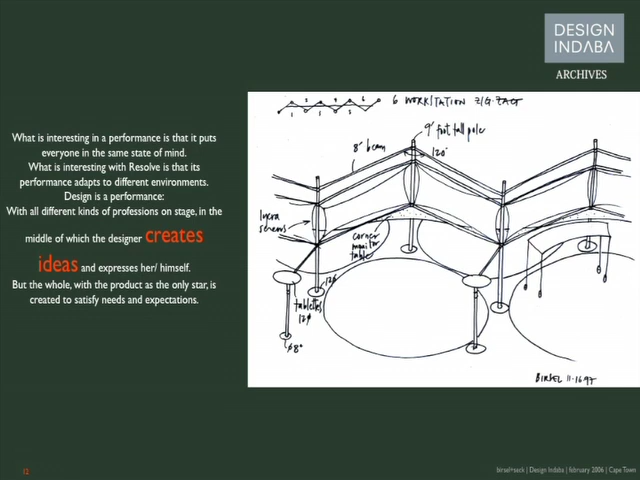 DESIGN
INDABA
ARCHIVES
What is interesting in a performance is that it puts
everyone in the same state of mind.
What is interesting with Resolve is that its
performance adapts to different environments.
Design is a performance:
With all different kinds of professions on stage, in the
middle of which the designer creates
ideas and expresses her/ himself.
But the whole, with the product as the only star, is
created to satisfy needs and expectations.
6 WORKSTATION
9' foot tall pole
8' beam
120°
lycra
screens
corner
monitor
table
tablettes
12ø
ø8"
BIRSEL 11.16.97
12
birsel+seck | Design Indaba | february 2006 | Cape Town